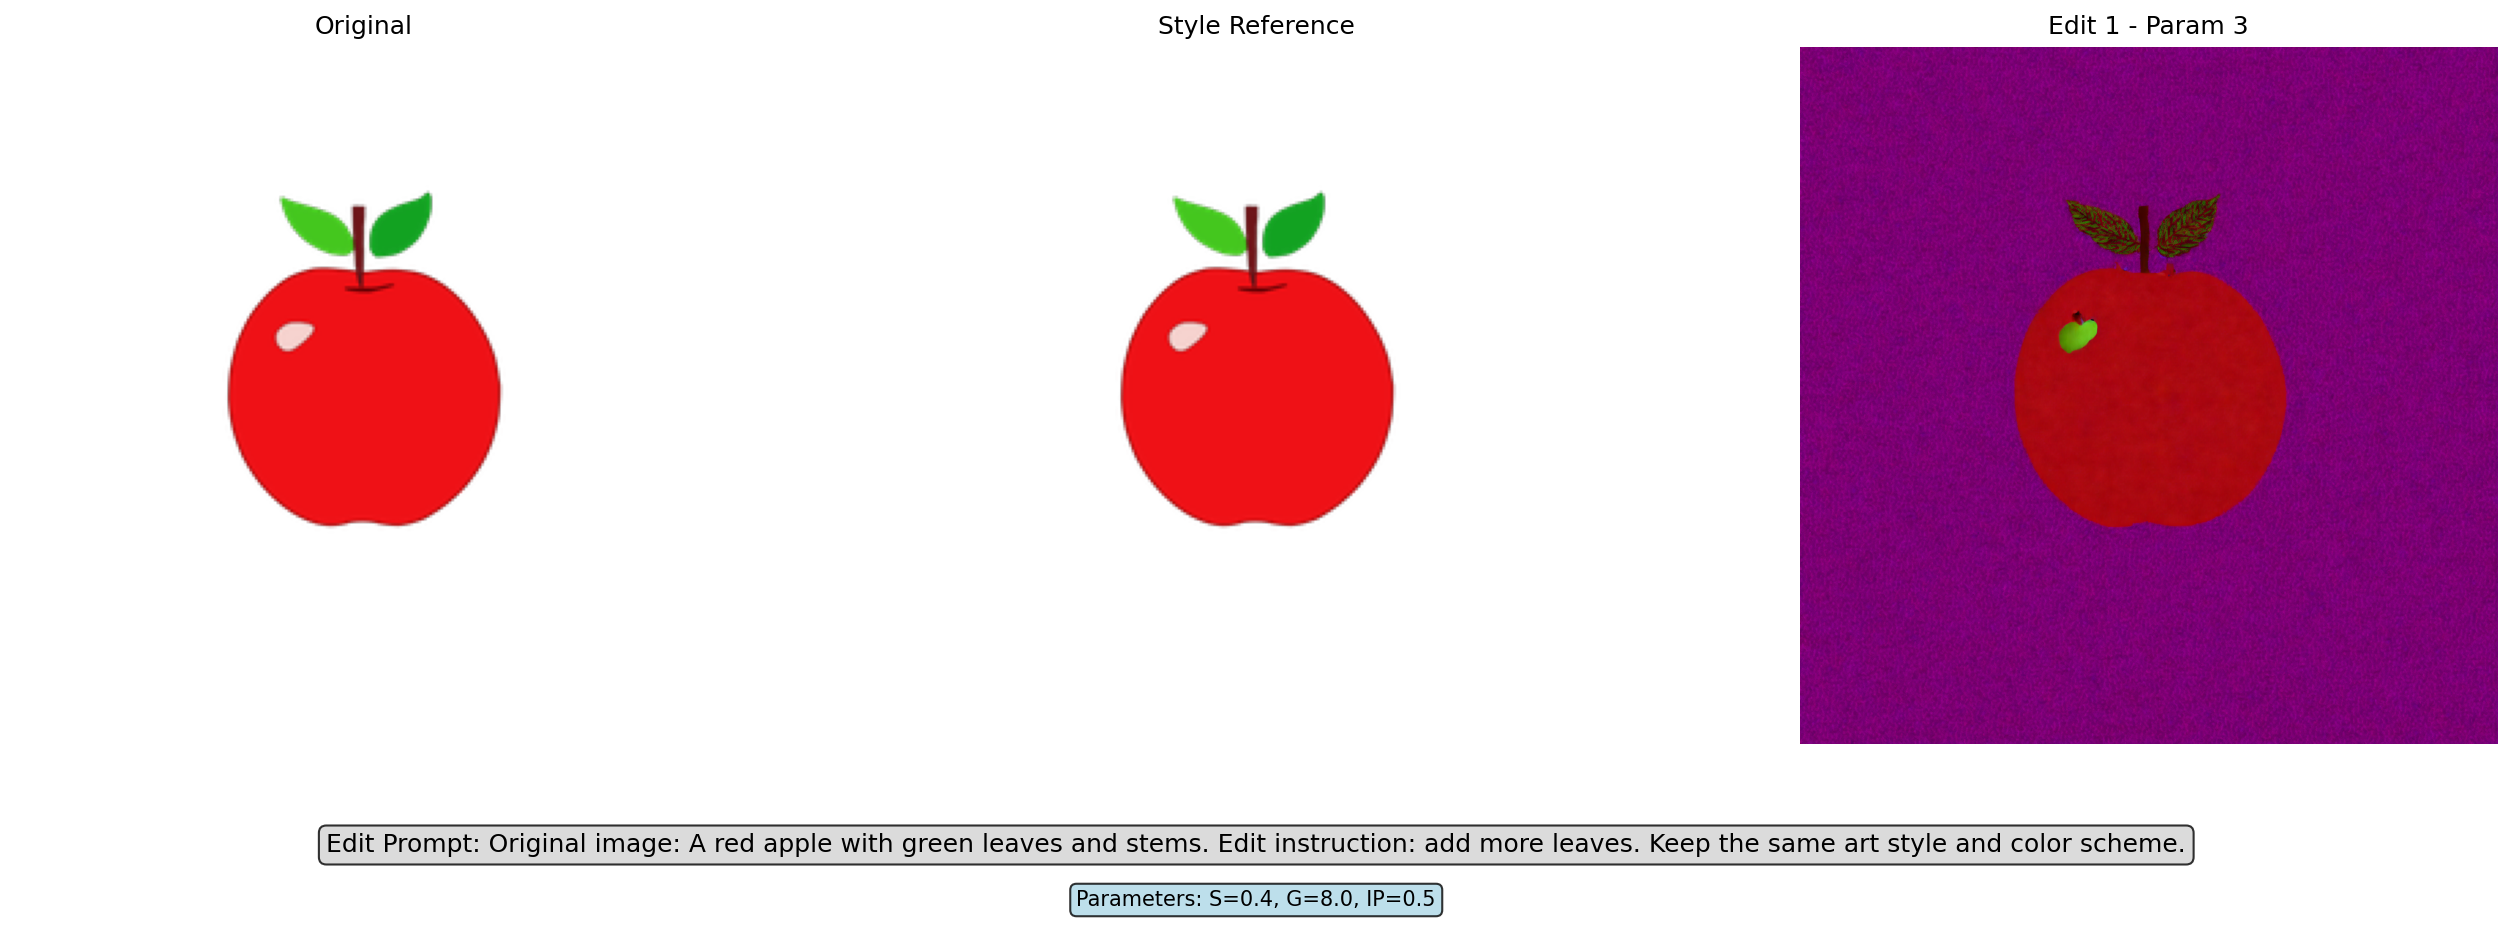 Original
Style Reference
Edit 1 - Param 3
Edit Prompt: Original image: A red apple with green leaves and stems. Edit instruction: add more leaves. Keep the same art style and color scheme.
Parameters: S=0.4, G=8.0, IP=0.5